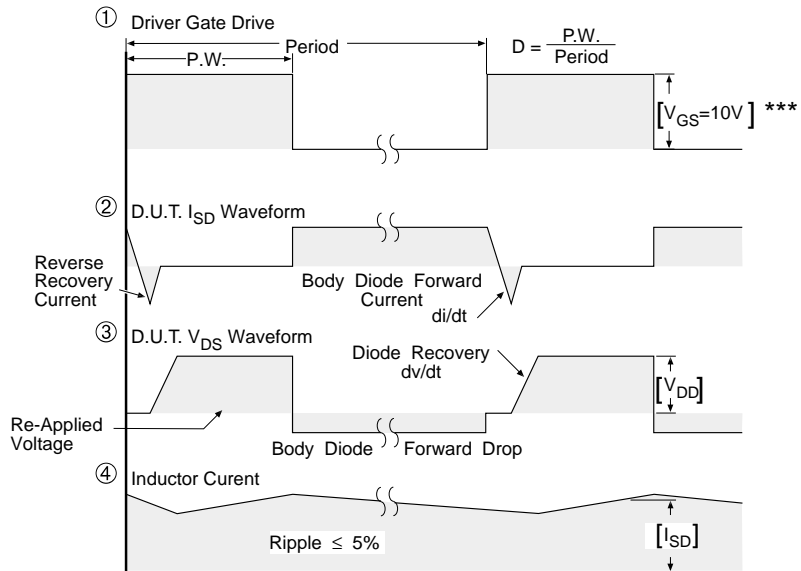 ① Driver Gate Drive
Period
P.W.
D = P.W. / Period
[VGS=10V] ***
② D.U.T. ISD Waveform
Reverse
Recovery
Current
Body Diode Forward
Current
di/dt
③ D.U.T. VDS Waveform
Diode Recovery
dv/dt
[VDD]
Re-Applied
Voltage
Body Diode Forward Drop
④ Inductor Curent
Ripple ≤ 5%
[ISD]